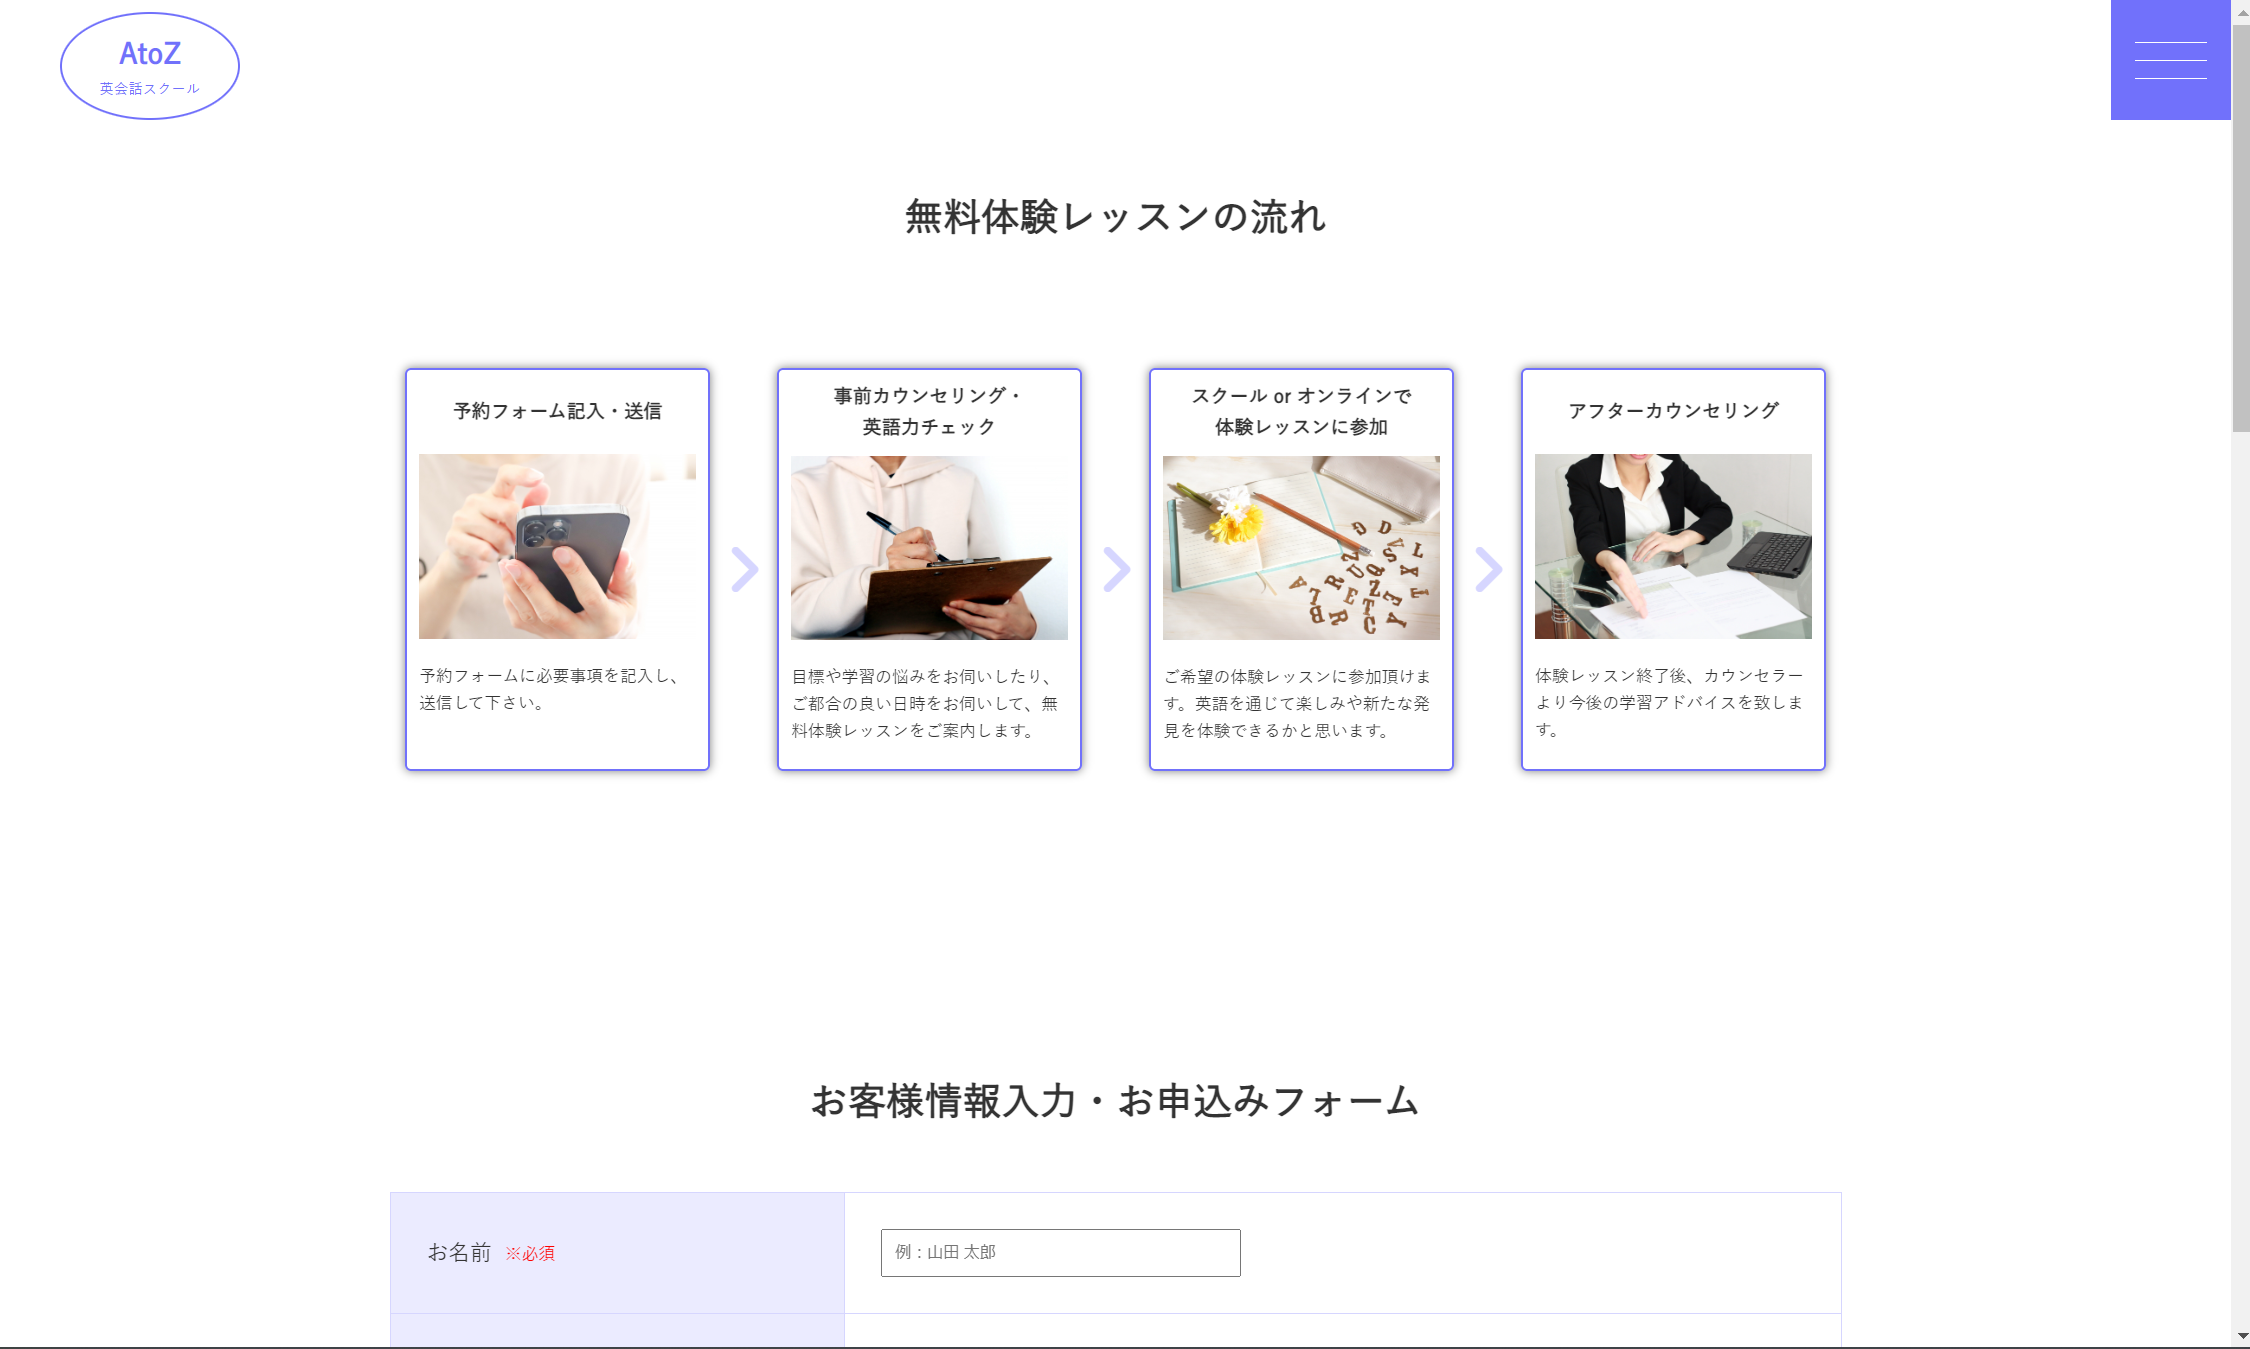 AtoZ
英会話スクール
無料体験レッスンの流れ
予約フォーム記入・送信
予約フォームに必要事項を記入し、
送信して下さい。
事前カウンセリング・
英語力チェック
目標や学習の悩みをお伺いしたり、
ご都合の良い日時をお伺いして、無
料体験レッスンをご案内します。
スクール or オンラインで
体験レッスンに参加
ご希望の体験レッスンに参加頂けま
す。英語を通じて楽しみや新たな発
見を体験できるかと思います。
アフターカウンセリング
体験レッスン終了後、カウンセラー
より今後の学習アドバイスを致しま
す。
お客様情報入力・お申込みフォーム
お名前 ※必須
例：山田 太郎